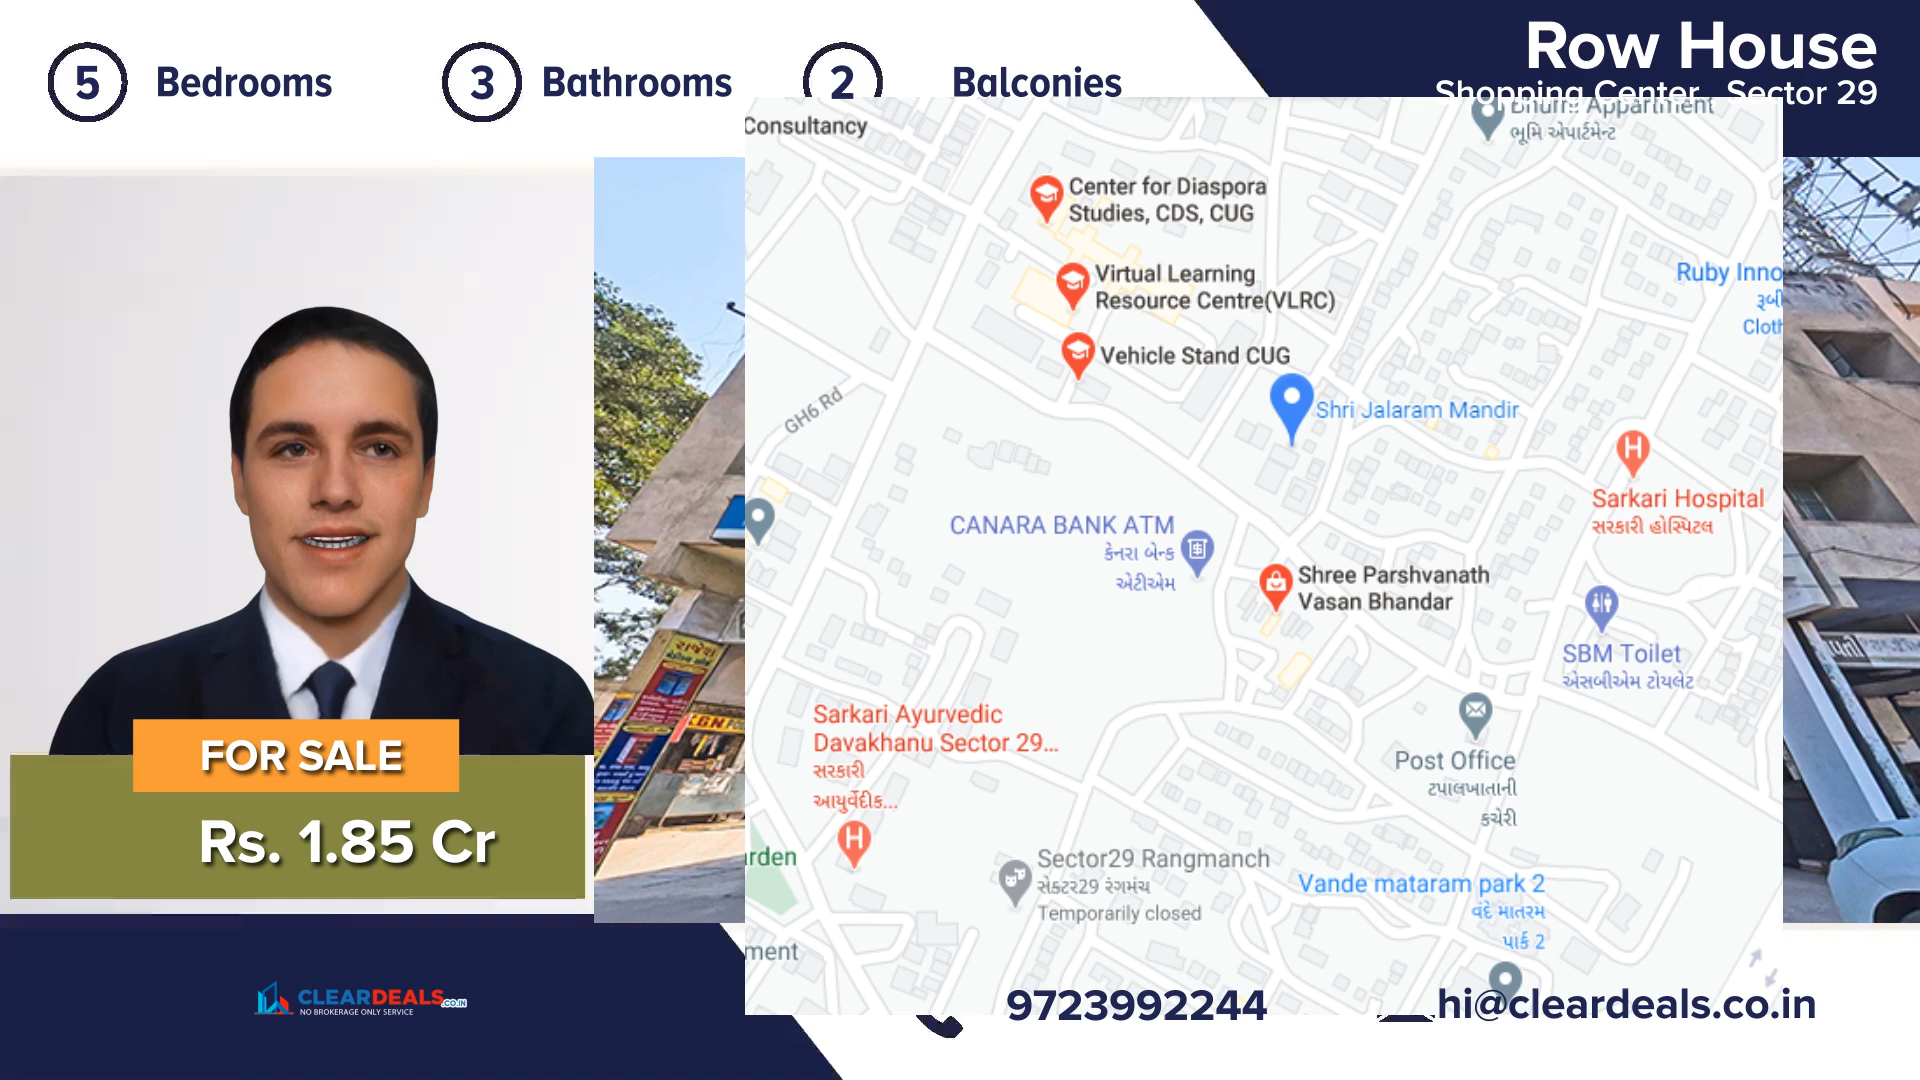 5 Bedrooms
3 Bathrooms
2 Balconies
Row House
Shopping Center , Sector 29
Consultancy
Bhumi Appartment
ભૂમિ એપાર્ટમેન્ટ
Center for Diaspora
Studies, CDS, CUG
Virtual Learning
Resource Centre(VLRC)
Vehicle Stand CUG
Ruby Inno
રૂબી
Cloth
GH6 Rd
Shri Jalaram Mandir
Sarkari Hospital
સરકારી હોસ્પિટલ
CANARA BANK ATM
કેનરા બેન્ક
એટીએમ
Shree Parshvanath
Vasan Bhandar
SBM Toilet
એસબીએમ ટોયલેટ
Sarkari Ayurvedic
Davakhanu Sector 29...
સરકારી
આયુર્વેદીક...
Post Office
ટપાલખાતાની
કચેરી
rden
Sector29 Rangmanch
સેક્ટર29 રંગમંચ
Temporarily closed
Vande mataram park 2
વંદે માતરમ
પાર્ક 2
ment
FOR SALE
Rs. 1.85 Cr
CLEARDEALS.CO.IN
NO BROKERAGE ONLY SERVICE
9723992244
hi@cleardeals.co.in